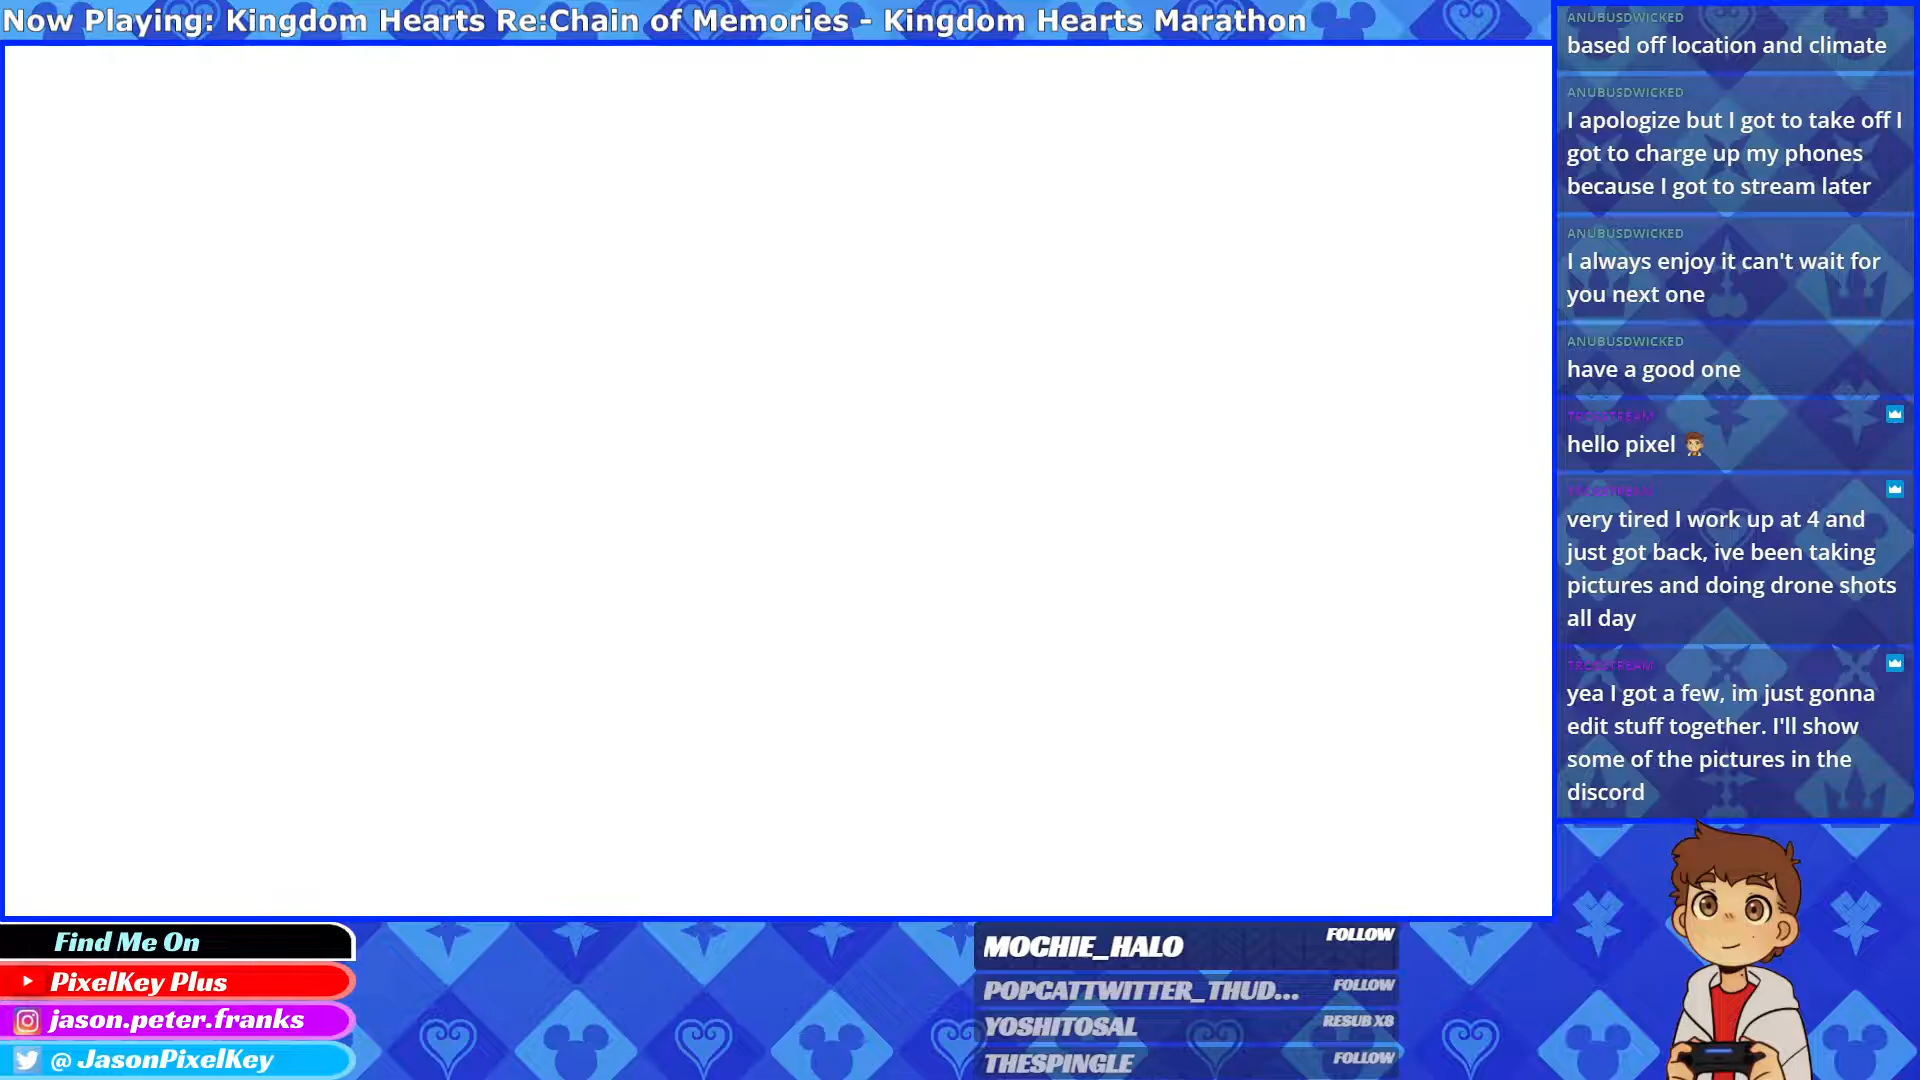 Now Playing: Kingdom Hearts Re:Chain of Memories - Kingdom Hearts Marathon
ANUBUSDWICKED
based off location and climate
ANUBUSDWICKED
I apologize but I got to take off I
got to charge up my phones
because I got to stream later
ANUBUSDWICKED
I always enjoy it can't wait for
you next one
ANUBUSDWICKED
have a good one
hello pixel
very tired I work up at 4 and
just got back, ive been taking
pictures and doing drone shots
all day
yea I got a few, im just gonna
edit stuff together. I'll show
some of the pictures in the
discord
Find Me On
PixelKey Plus
jason.peter.franks
@JasonPixelKey
MOCHIE_HALO FOLLOW
POPCATTWITTER_THUD... FOLLOW
YOSHITOSAL RESUB X8
THESPINGLE FOLLOW